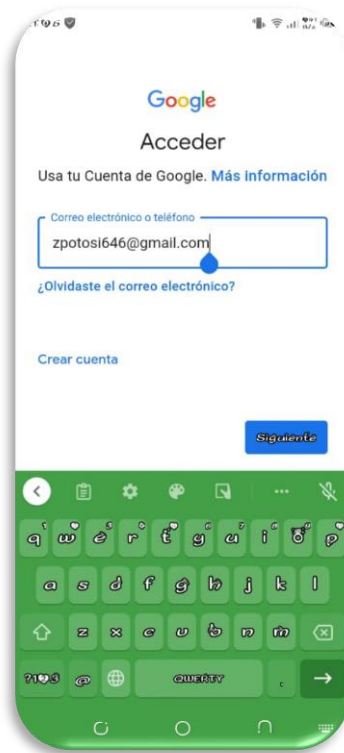 Google
Acceder
Usa tu Cuenta de Google. Más información
Correo electrónico o teléfono
zpotosi646@gmail.com
¿Olvidaste el correo electrónico?
Crear cuenta
Siguiente
q w e r t y u i o p
a s d f g h j k l
z x c v b n m
@ QWERTY .